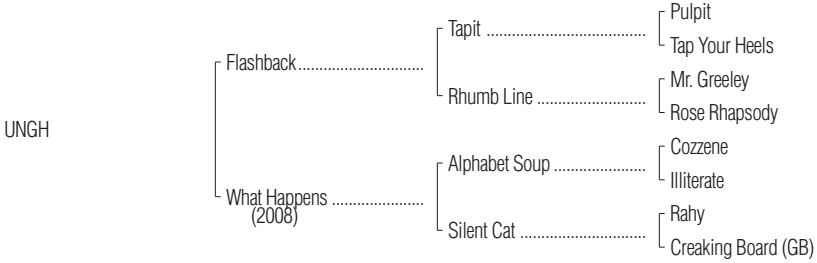 Pulpit
Tapit ....................................
Tap Your Heels
Flashback.............................
Mr. Greeley
Rhumb Line .........................
Rose Rhapsody
UNGH
Cozzene
Alphabet Soup .....................
Illiterate
What Happens .....................
(2008)
Rahy
Silent Cat .............................
Creaking Board (GB)